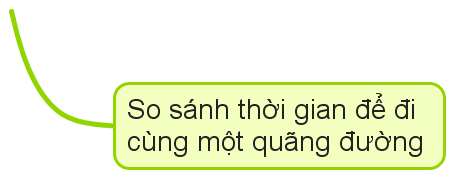 So sánh thời gian để đi
cùng một quãng đường